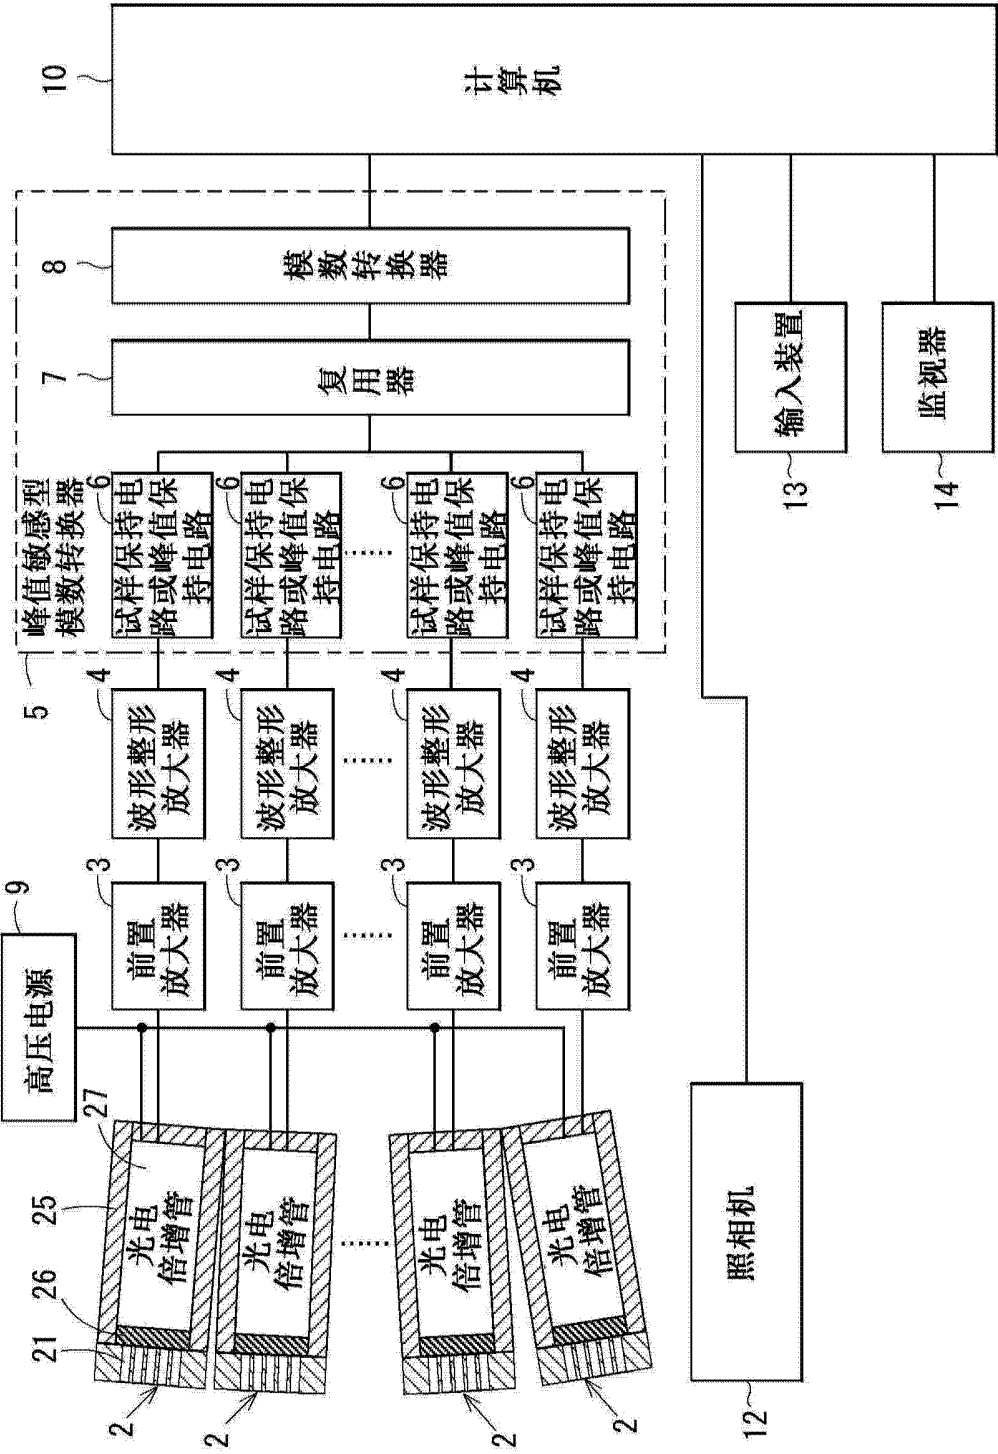 计算机
10
模数转换器
8
复用器
7
峰值敏感型
模数转换器
5
试样保持电
路或峰值保
持电路
6
试样保持电
路或峰值保
持电路
6
试样保持电
路或峰值保
持电路
6
试样保持电
路或峰值保
持电路
6
波形整形
放大器
4
波形整形
放大器
4
波形整形
放大器
4
波形整形
放大器
4
前置
放大器
3
前置
放大器
3
前置
放大器
3
前置
放大器
3
高压电源
9
光电
倍增管
光电
倍增管
光电
倍增管
光电
倍增管
27
25
26
21
2
2
2
2
输入装置
13
监视器
14
照相机
12